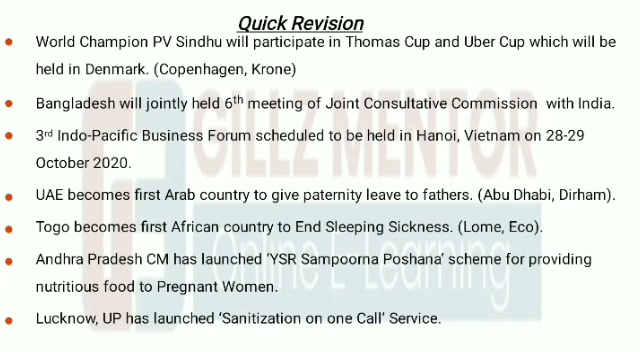 Quick Revision
World Champion PV Sindhu will participate in Thomas Cup and Uber Cup which will be
held in Denmark. (Copenhagen, Krone)
Bangladesh will jointly held 6th meeting of Joint Consultative Commission with India.
3rd Indo-Pacific Business Forum scheduled to be held in Hanoi, Vietnam on 28-29
October 2020.
UAE becomes first Arab country to give paternity leave to fathers. (Abu Dhabi, Dirham).
Togo becomes first African country to End Sleeping Sickness. (Lome, Eco).
Andhra Pradesh CM has launched ‘YSR Sampoorna Poshana’ scheme for providing
nutritious food to Pregnant Women.
Lucknow, UP has launched ‘Sanitization on one Call’ Service.
GILLZ MENTOR
Online E-Learning